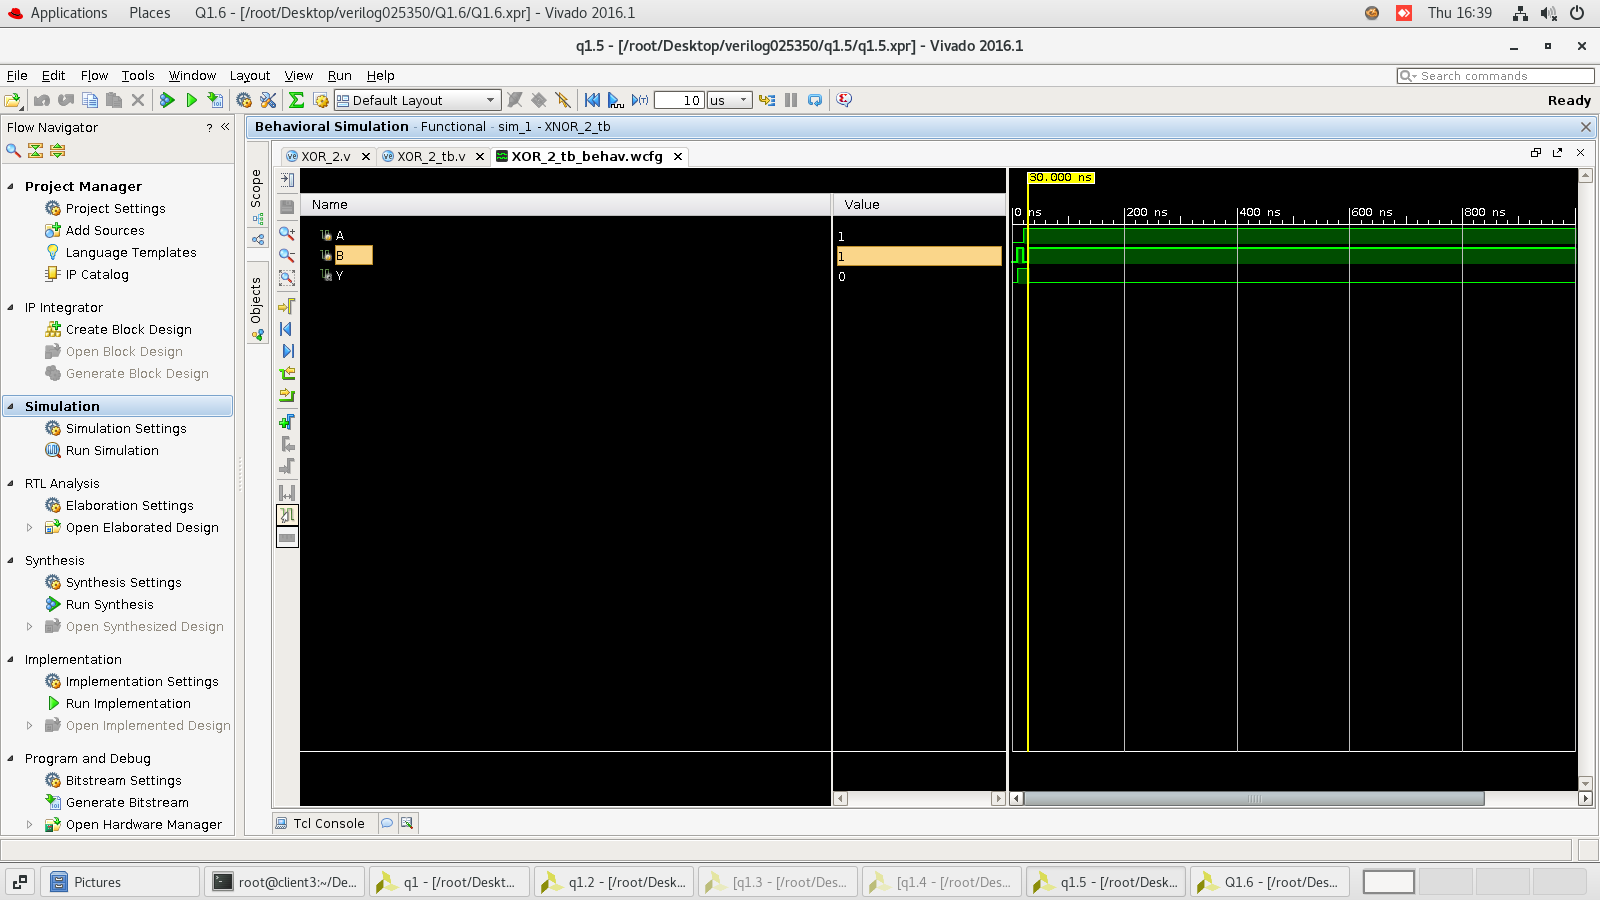 Applications Places Q1.6 - [/root/Desktop/verilog025350/Q1.6/Q1.6.xpr] - Vivado 2016.1 Thu 16:39
q1.5 - [/root/Desktop/verilog025350/q1.5/q1.5.xpr] - Vivado 2016.1
File Edit Flow Tools Window Layout View Run Help Search commands
Default Layout 10 us Ready
Flow Navigator ? «
Behavioral Simulation - Functional - sim_1 - XNOR_2_tb
XOR_2.v XOR_2_tb.v XOR_2_tb_behav.wcfg
Scope
Objects
Project Manager
Project Settings
Add Sources
Language Templates
IP Catalog
IP Integrator
Create Block Design
Open Block Design
Generate Block Design
Simulation
Simulation Settings
Run Simulation
RTL Analysis
Elaboration Settings
Open Elaborated Design
Synthesis
Synthesis Settings
Run Synthesis
Open Synthesized Design
Implementation
Implementation Settings
Run Implementation
Open Implemented Design
Program and Debug
Bitstream Settings
Generate Bitstream
Open Hardware Manager
Name Value
A 1
B 1
Y 0
30.000 ns
0 ns 200 ns 400 ns 600 ns 800 ns
Tcl Console
Pictures root@client3:~/De... q1 - [/root/Deskt... q1.2 - [/root/Desk... [q1.3 - [/root/Des... [q1.4 - [/root/Des... q1.5 - [/root/Desk... Q1.6 - [/root/Des...